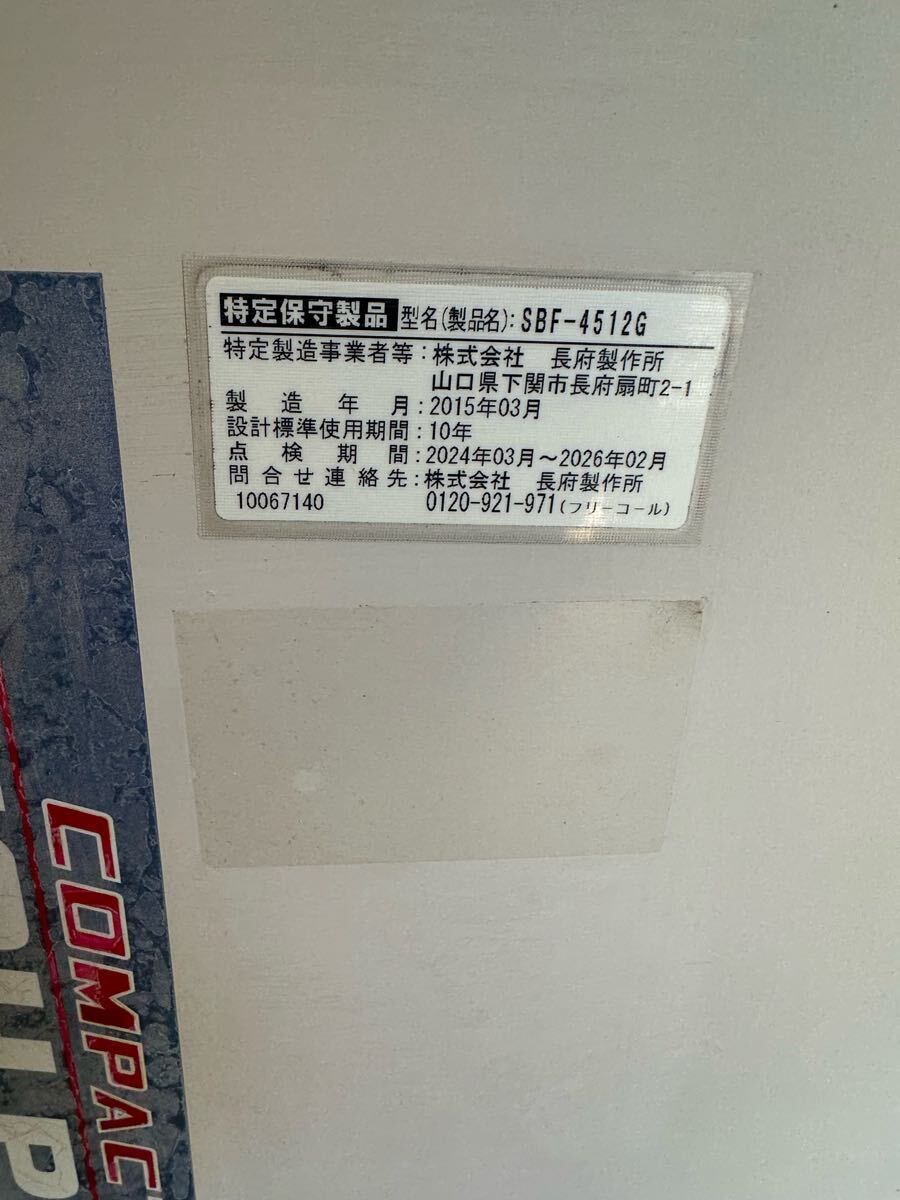 特定保守製品 型名(製品名): SBF-4512G
特定製造事業者等:株式会社 長府製作所
山口県下関市長府扇町2-1
製造年月:2015年03月
設計標準使用期間:10年
点検期間:2024年03月～2026年02月
問合せ連絡先:株式会社 長府製作所
10067140 0120-921-971(フリーコール)
COMPAC